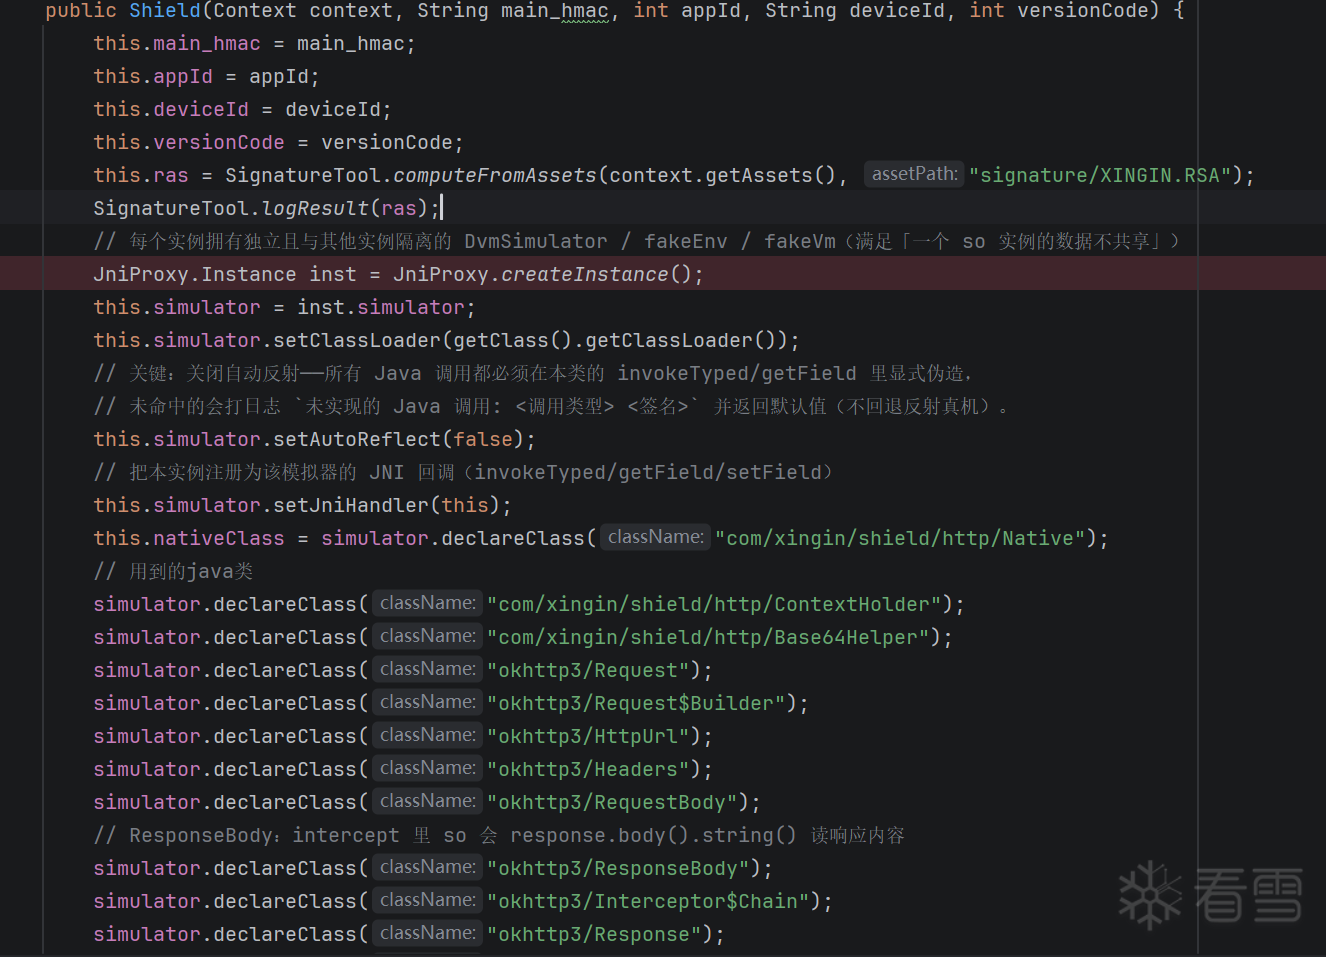 public Shield(Context context, String main_hmac, int appId, String deviceId, int versionCode) {
this.main_hmac = main_hmac;
this.appId = appId;
this.deviceId = deviceId;
this.versionCode = versionCode;
this.ras = SignatureTool.computeFromAssets(context.getAssets(), assetPath: "signature/XINGIN.RSA");
SignatureTool.logResult(ras);
// 每个实例拥有独立且与其他实例隔离的 DvmSimulator / fakeEnv / fakeVm（满足「一个 so 实例的数据不共享」）
JniProxy.Instance inst = JniProxy.createInstance();
this.simulator = inst.simulator;
this.simulator.setClassLoader(getClass().getClassLoader());
// 关键：关闭自动反射——所有 Java 调用都必须在本类的 invokeTyped/getField 里显式伪造，
// 未命中的会打日志 `未实现的 Java 调用: <调用类型> <签名>` 并返回默认值（不回退反射真机）。
this.simulator.setAutoReflect(false);
// 把本实例注册为该模拟器的 JNI 回调（invokeTyped/getField/setField）
this.simulator.setJniHandler(this);
this.nativeClass = simulator.declareClass( className: "com/xingin/shield/http/Native");
// 用到的java类
simulator.declareClass( className: "com/xingin/shield/http/ContextHolder");
simulator.declareClass( className: "com/xingin/shield/http/Base64Helper");
simulator.declareClass( className: "okhttp3/Request");
simulator.declareClass( className: "okhttp3/Request$Builder");
simulator.declareClass( className: "okhttp3/HttpUrl");
simulator.declareClass( className: "okhttp3/Headers");
simulator.declareClass( className: "okhttp3/RequestBody");
// ResponseBody：intercept 里 so 会 response.body().string() 读响应内容
simulator.declareClass( className: "okhttp3/ResponseBody");
simulator.declareClass( className: "okhttp3/Interceptor$Chain");
simulator.declareClass( className: "okhttp3/Response");
看雪